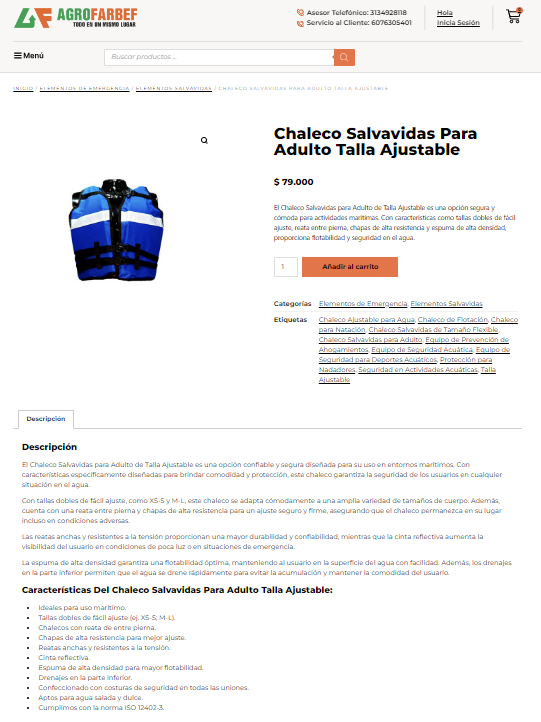 AGROFARBEF
TODO EN UN MISMO LUGAR
Asesor Telefónico: 3134928118
Servicio al Cliente: 6076305401
Hola
Inicia Sesión
0
Menú
Buscar productos ...
INICIO / ELEMENTOS DE EMERGENCIA / ELEMENTOS SALVAVIDAS / CHALECO SALVAVIDAS PARA ADULTO TALLA AJUSTABLE
Chaleco Salvavidas Para
Adulto Talla Ajustable
$ 79.000
El Chaleco Salvavidas para Adulto de Talla Ajustable es una opción segura y
cómoda para actividades marítimas. Con características como tallas dobles de fácil
ajuste, reata entre pierna, chapas de alta resistencia y espuma de alta densidad,
proporciona flotabilidad y seguridad en el agua.
1
Añadir al carrito
Categorías Elementos de Emergencia, Elementos Salvavidas
Etiquetas Chaleco Ajustable para Agua, Chaleco de Flotación, Chaleco
para Natación, Chaleco Salvavidas de Tamaño Flexible,
Chaleco Salvavidas para Adulto, Equipo de Prevención de
Ahogamientos, Equipo de Seguridad Acuática, Equipo de
Seguridad para Deportes Acuáticos, Protección para
Nadadores, Seguridad en Actividades Acuáticas, Talla
Ajustable
Descripción
Descripción
El Chaleco Salvavidas para Adulto de Talla Ajustable es una opción confiable y segura diseñada para su uso en entornos marítimos. Con
características específicamente diseñadas para brindar comodidad y protección, este chaleco garantiza la seguridad de los usuarios en cualquier
situación en el agua.
Con tallas dobles de fácil ajuste, como XS-S y M-L, este chaleco se adapta cómodamente a una amplia variedad de tamaños de cuerpo. Además,
cuenta con una reata entre pierna y chapas de alta resistencia para un ajuste seguro y firme, asegurando que el chaleco permanezca en su lugar
incluso en condiciones adversas.
Las reatas anchas y resistentes a la tensión proporcionan una mayor durabilidad y confiabilidad, mientras que la cinta reflectiva aumenta la
visibilidad del usuario en condiciones de poca luz o en situaciones de emergencia.
La espuma de alta densidad garantiza una flotabilidad óptima, manteniendo al usuario en la superficie del agua con facilidad. Además, los drenajes
en la parte inferior permiten que el agua se drene rápidamente para evitar la acumulación y mantener la comodidad del usuario.
Características Del Chaleco Salvavidas Para Adulto Talla Ajustable:
Ideales para uso marítimo.
Tallas dobles de fácil ajuste (ej. XS-S; M-L).
Chalecos con reata de entre pierna.
Chapas de alta resistencia para mejor ajuste.
Reatas anchas y resistentes a la tensión.
Cinta reflectiva.
Espuma de alta densidad para mayor flotabilidad.
Drenajes en la parte inferior.
Confeccionado con costuras de seguridad en todas las uniones.
Aptos para agua salada y dulce.
Cumplimos con la norma ISO 12402-3.